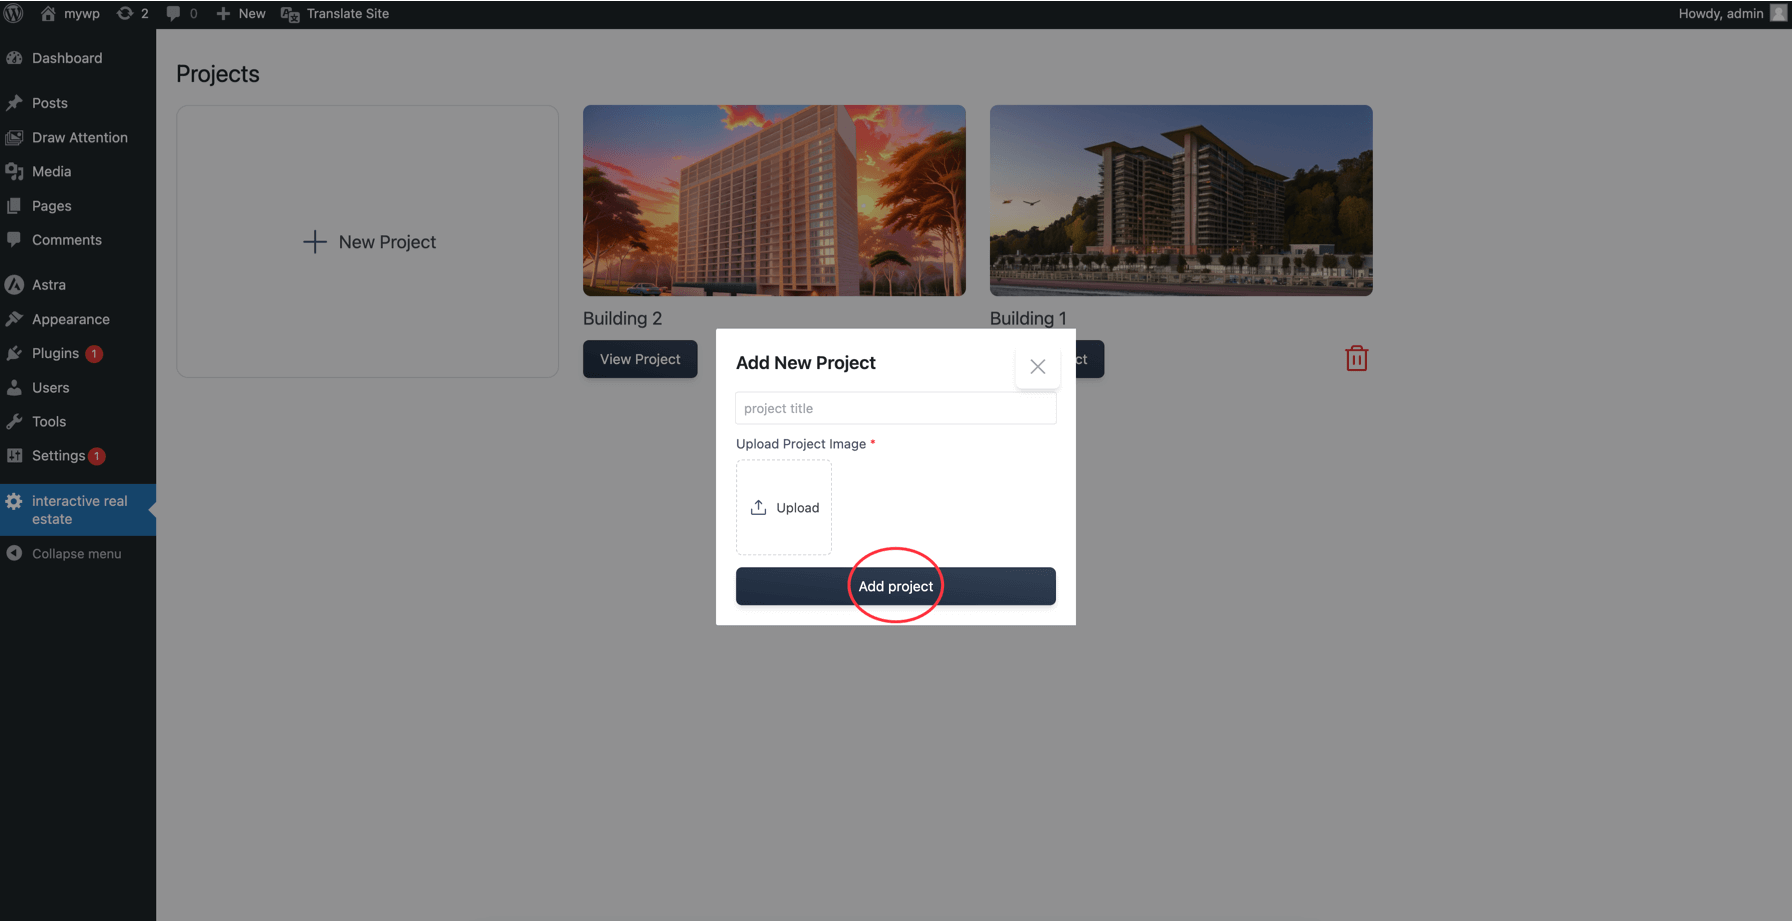 mywp 2 0 New Translate Site Howdy, admin
Dashboard
Posts
Draw Attention
Media
Pages
Comments
Astra
Appearance
Plugins 1
Users
Tools
Settings 1
interactive real
estate
Collapse menu
Projects
New Project
Building 2
View Project
Building 1
ct
Add New Project
project title
Upload Project Image *
Upload
Add project